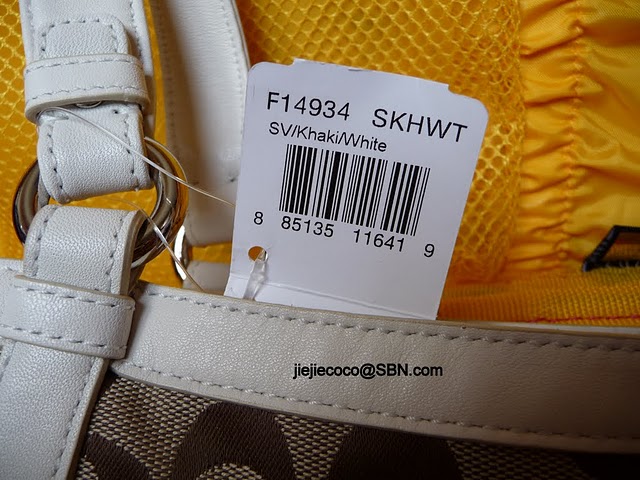 F14934 SKHWT
SV/Khaki/White
8 85135 11641 9
jiejiecoco@SBN.com